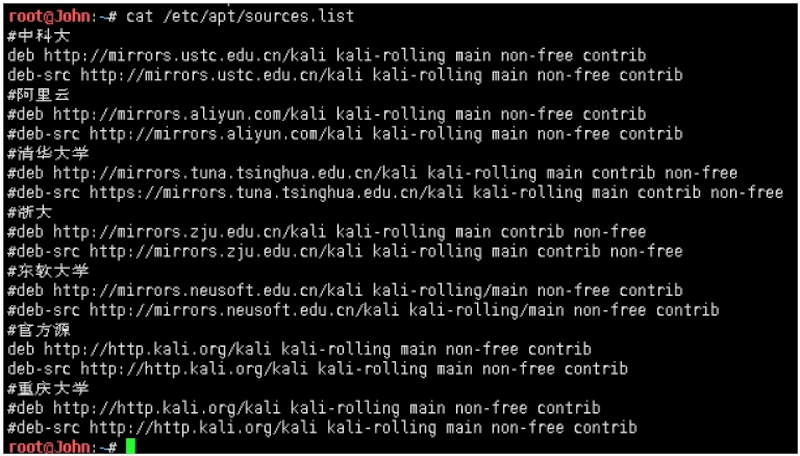 root@John:~# cat /etc/apt/sources.list
#中科大
deb http://mirrors.ustc.edu.cn/kali kali-rolling main non-free contrib
deb-src http://mirrors.ustc.edu.cn/kali kali-rolling main non-free contrib
#阿里云
#deb http://mirrors.aliyun.com/kali kali-rolling main non-free contrib
#deb-src http://mirrors.aliyun.com/kali kali-rolling main non-free contrib
#清华大学
#deb http://mirrors.tuna.tsinghua.edu.cn/kali kali-rolling main contrib non-free
#deb-src https://mirrors.tuna.tsinghua.edu.cn/kali kali-rolling main contrib non-free
#浙大
#deb http://mirrors.zju.edu.cn/kali kali-rolling main contrib non-free
#deb-src http://mirrors.zju.edu.cn/kali kali-rolling main contrib non-free
#东软大学
#deb http://mirrors.neusoft.edu.cn/kali kali-rolling/main non-free contrib
#deb-src http://mirrors.neusoft.edu.cn/kali kali-rolling/main non-free contrib
#官方源
deb http://http.kali.org/kali kali-rolling main non-free contrib
deb-src http://http.kali.org/kali kali-rolling main non-free contrib
#重庆大学
#deb http://http.kali.org/kali kali-rolling main non-free contrib
#deb-src http://http.kali.org/kali kali-rolling main non-free contrib
root@John:~#